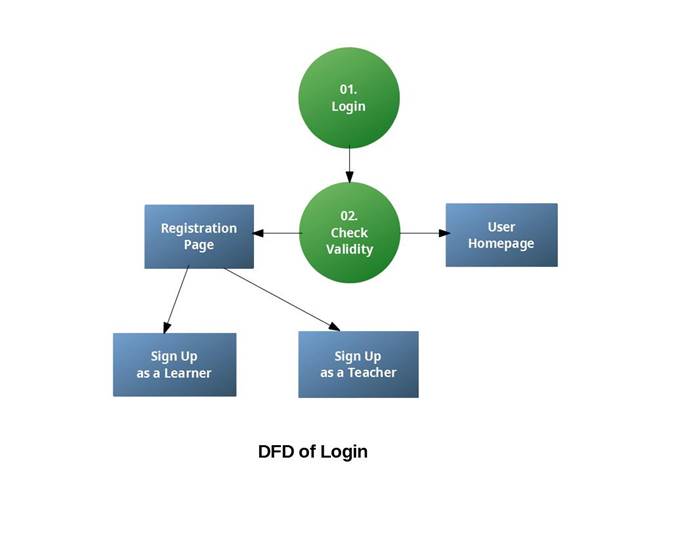 01.
Login
02.
Check
Validity
Registration
Page
User
Homepage
Sign Up
as a Learner
Sign Up
as a Teacher
DFD of Login